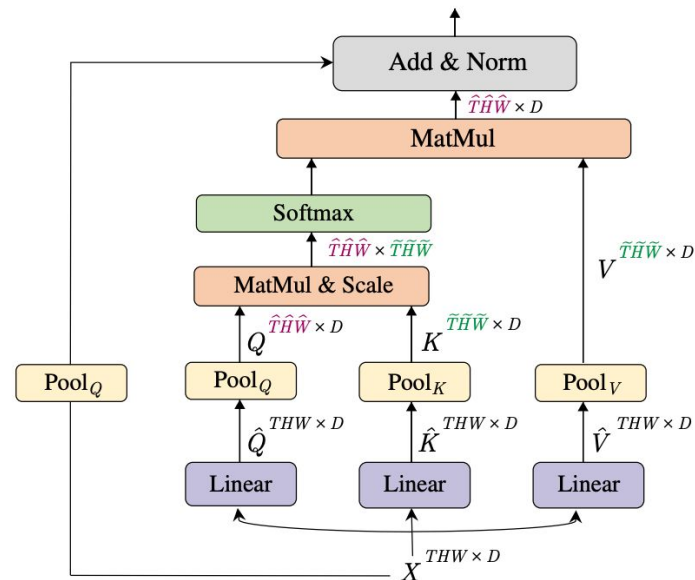 Add & Norm
T̂ĤŴ × D
MatMul
Softmax
T̂ĤŴ × T̃H̃W̃
V T̃H̃W̃ × D
MatMul & Scale
Q T̂ĤŴ × D K T̃H̃W̃ × D
Pool_Q Pool_Q Pool_K Pool_V
Q̂ THW × D K̂ THW × D V̂ THW × D
Linear Linear Linear
X THW × D